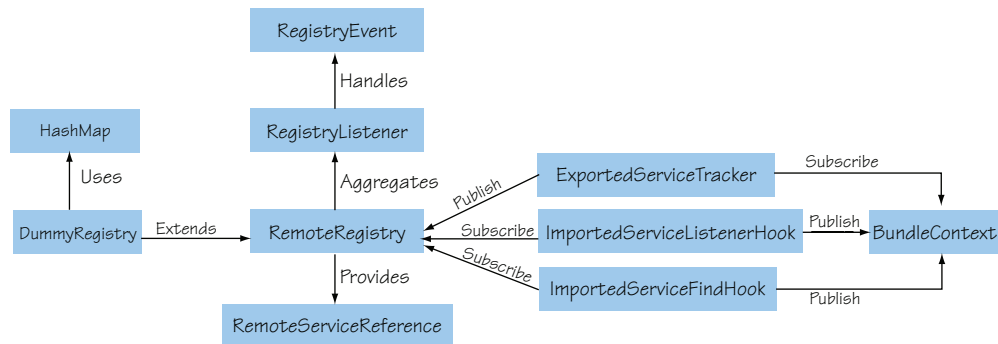 RegistryEvent
Handles
HashMap
RegistryListener
Uses
Aggregates
Publish
ExportedServiceTracker
Subscribe
DummyRegistry
Extends
RemoteRegistry
Subscribe
ImportedServiceListenerHook
Publish
BundleContext
Subscribe
Provides
ImportedServiceFindHook
Publish
RemoteServiceReference